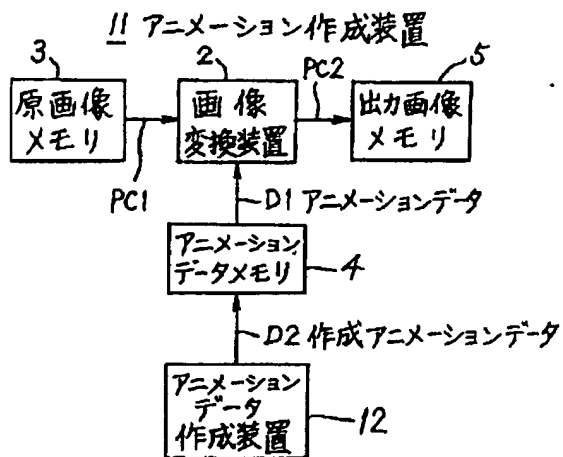 11 アニメーション作成装置
3
2
PC2
5
原画像
メモリ
画像
変換装置
出力画像
メモリ
PC1
D1 アニメーションデータ
アニメーション
データメモリ
4
D2 作成アニメーションデータ
アニメーション
データ
作成装置
12